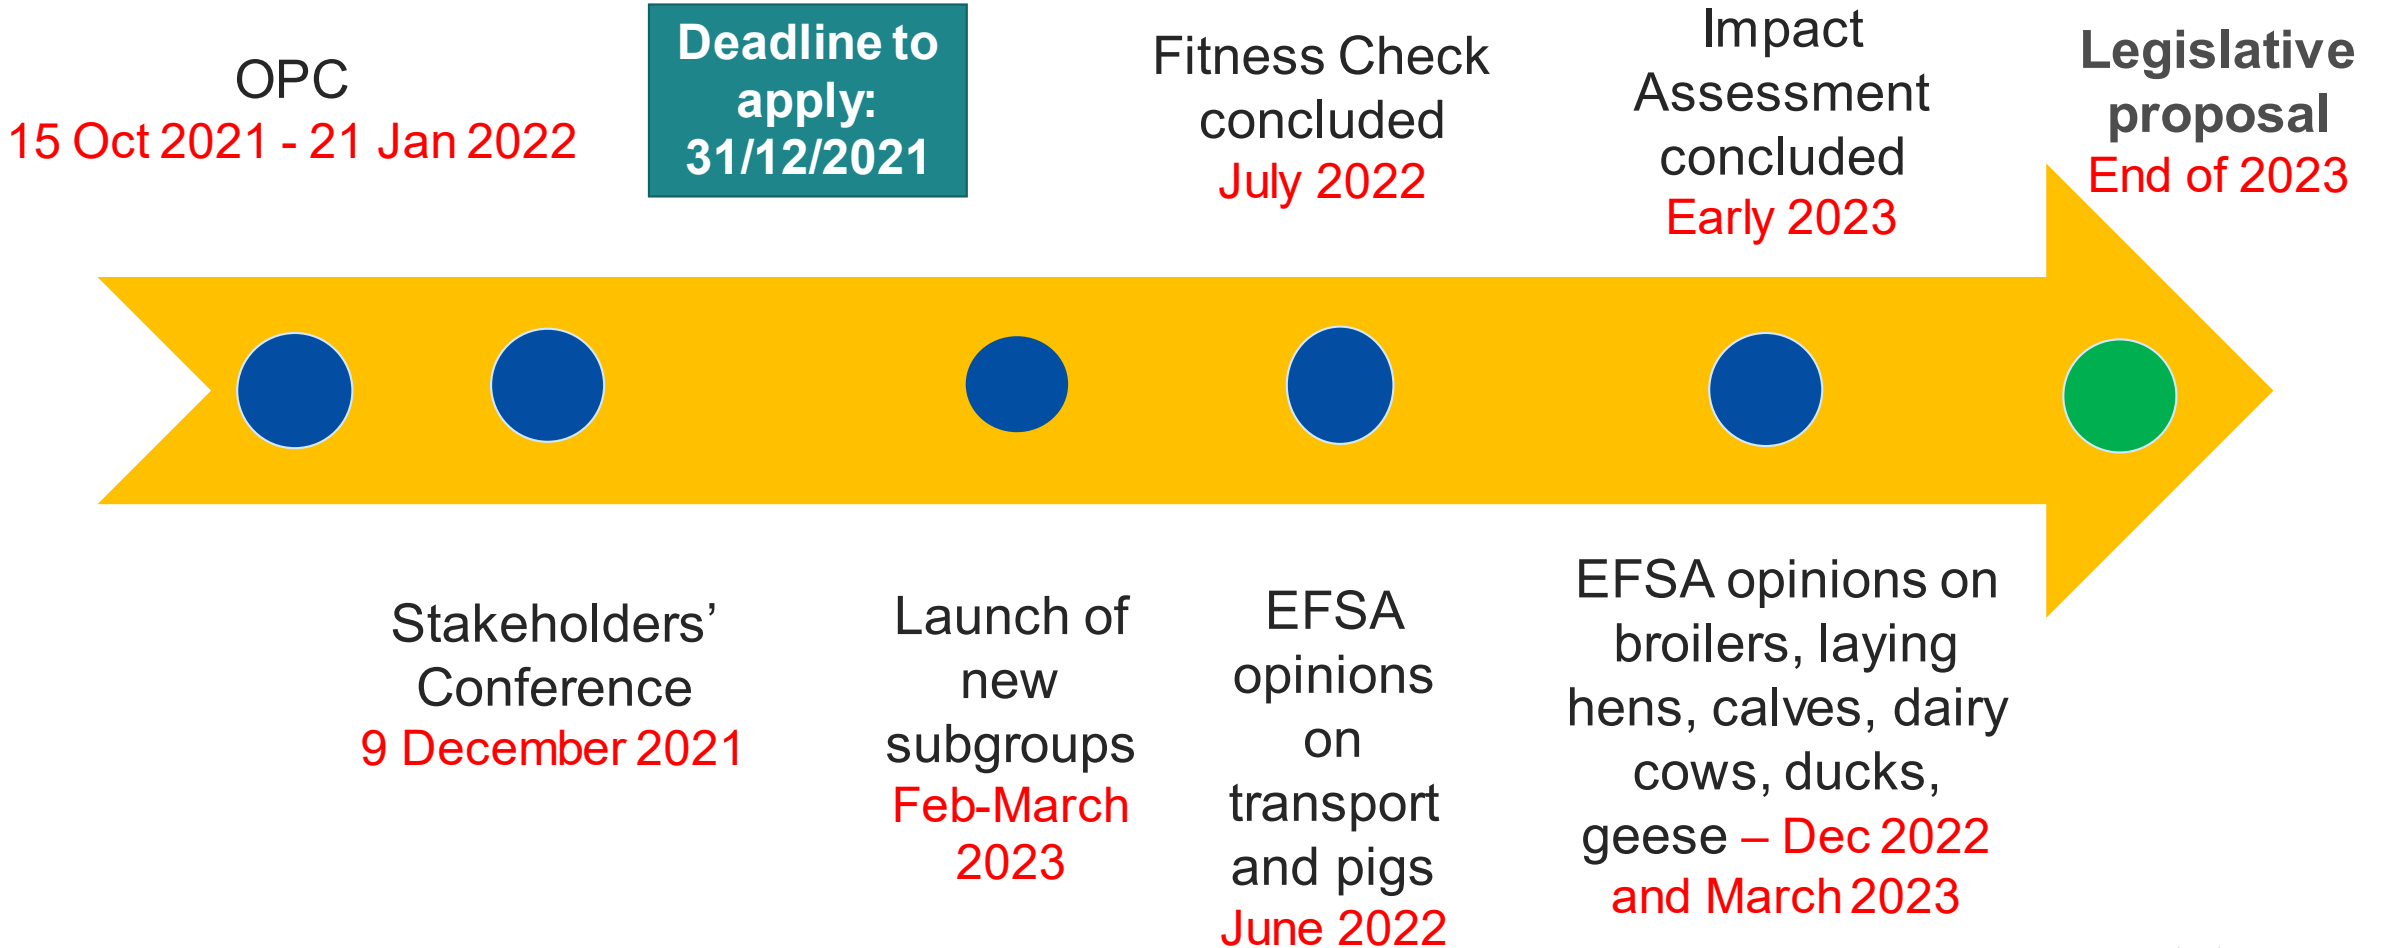 OPC
15 Oct 2021 - 21 Jan 2022
Deadline to
apply:
31/12/2021
Fitness Check
concluded
July 2022
Impact
Assessment
concluded
Early 2023
Legislative
proposal
End of 2023
Stakeholders’
Conference
9 December 2021
Launch of
new
subgroups
Feb-March
2023
EFSA
opinions
on
transport
and pigs
June 2022
EFSA opinions on
broilers, laying
hens, calves, dairy
cows, ducks,
geese – Dec 2022
and March 2023